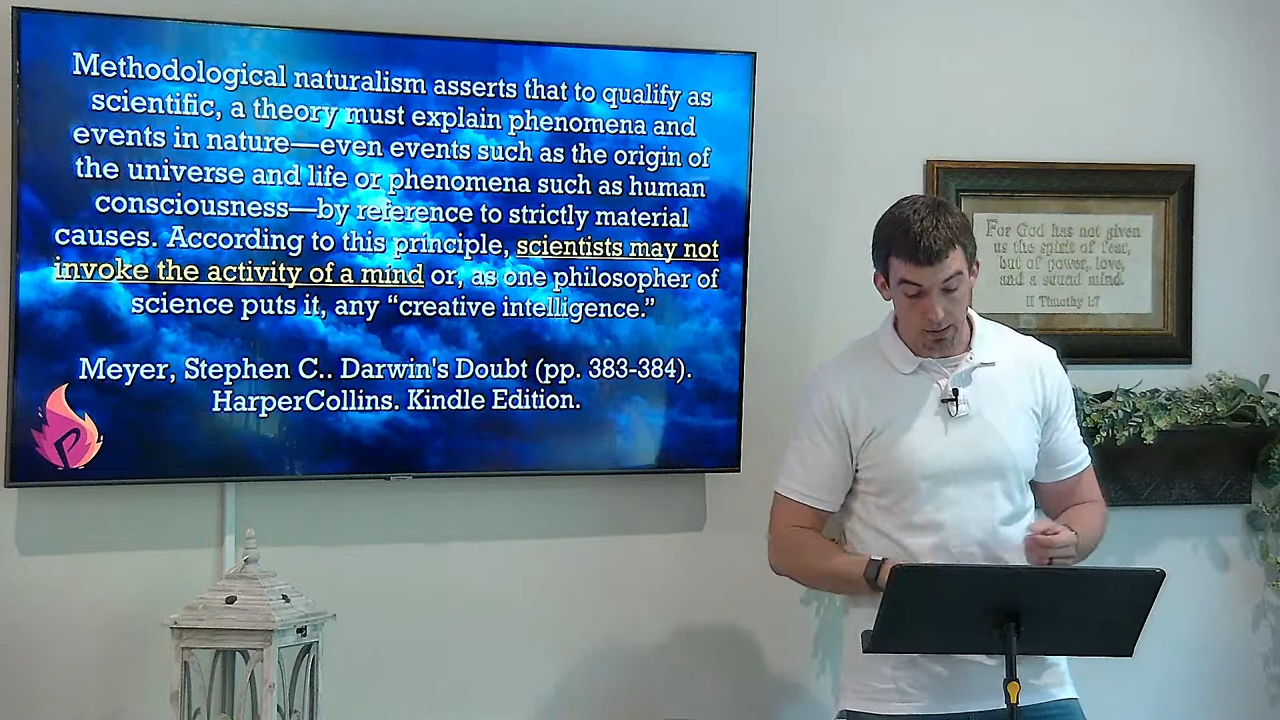 Methodological naturalism asserts that to qualify as
scientific, a theory must explain phenomena and
events in nature—even events such as the origin of
the universe and life or phenomena such as human
consciousness—by reference to strictly material
causes. According to this principle, scientists may not
invoke the activity of a mind or, as one philosopher of
science puts it, any “creative intelligence.”
Meyer, Stephen C.. Darwin's Doubt (pp. 383-384).
HarperCollins. Kindle Edition.
P
For God has not given
us the spirit of fear,
but of power, love,
and a sound mind.
II Timothy 1:7